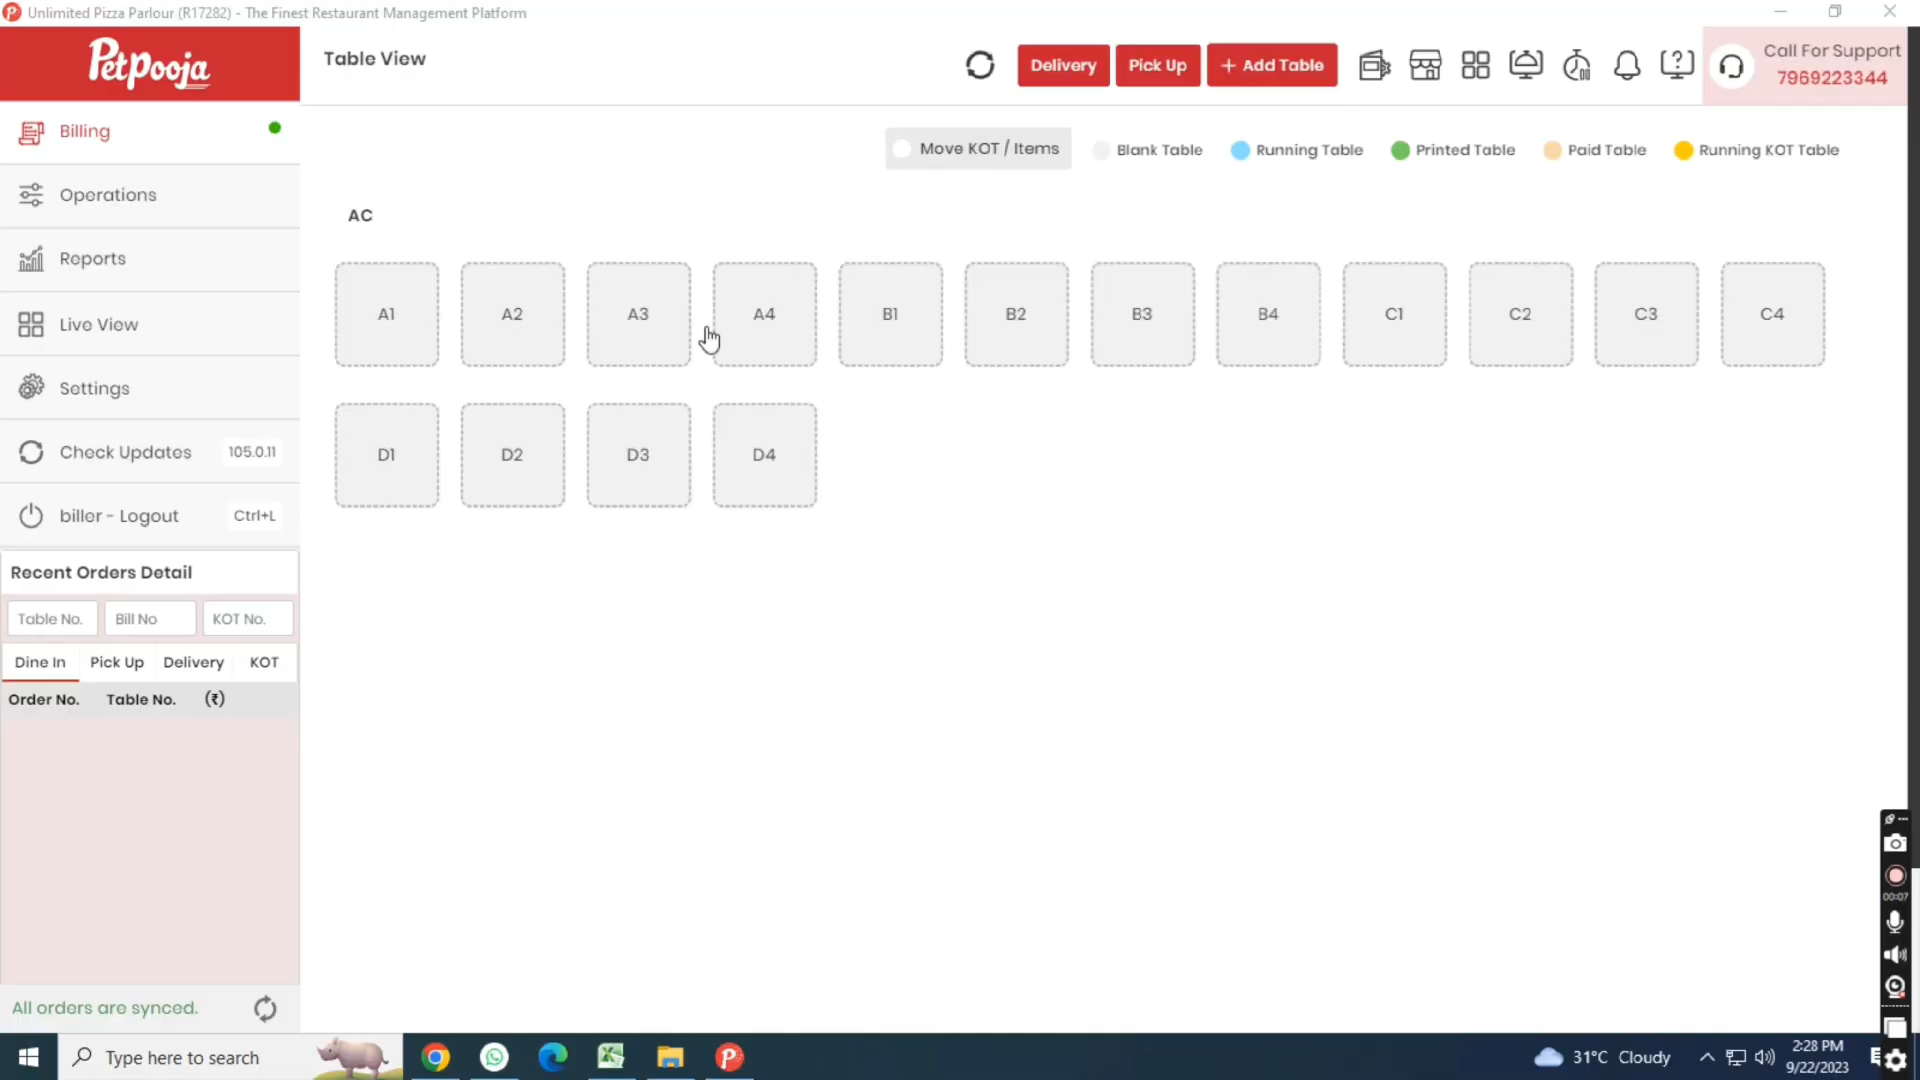 Unlimited Pizza Parlour (R17282) - The Finest Restaurant Management Platform
Petpooja
Table View
Delivery
Pick Up
+ Add Table
Call For Support
7969223344
Billing
Operations
Reports
Live View
Settings
Check Updates 105.0.11
biller - Logout Ctrl+L
Move KOT / Items
Blank Table
Running Table
Printed Table
Paid Table
Running KOT Table
AC
A1 A2 A3 A4 B1 B2 B3 B4 C1 C2 C3 C4
D1 D2 D3 D4
Recent Orders Detail
Table No. Bill No KOT No.
Dine In Pick Up Delivery KOT
Order No. Table No. (₹)
All orders are synced.
00:07
Type here to search
31°C Cloudy
2:28 PM
9/22/2023